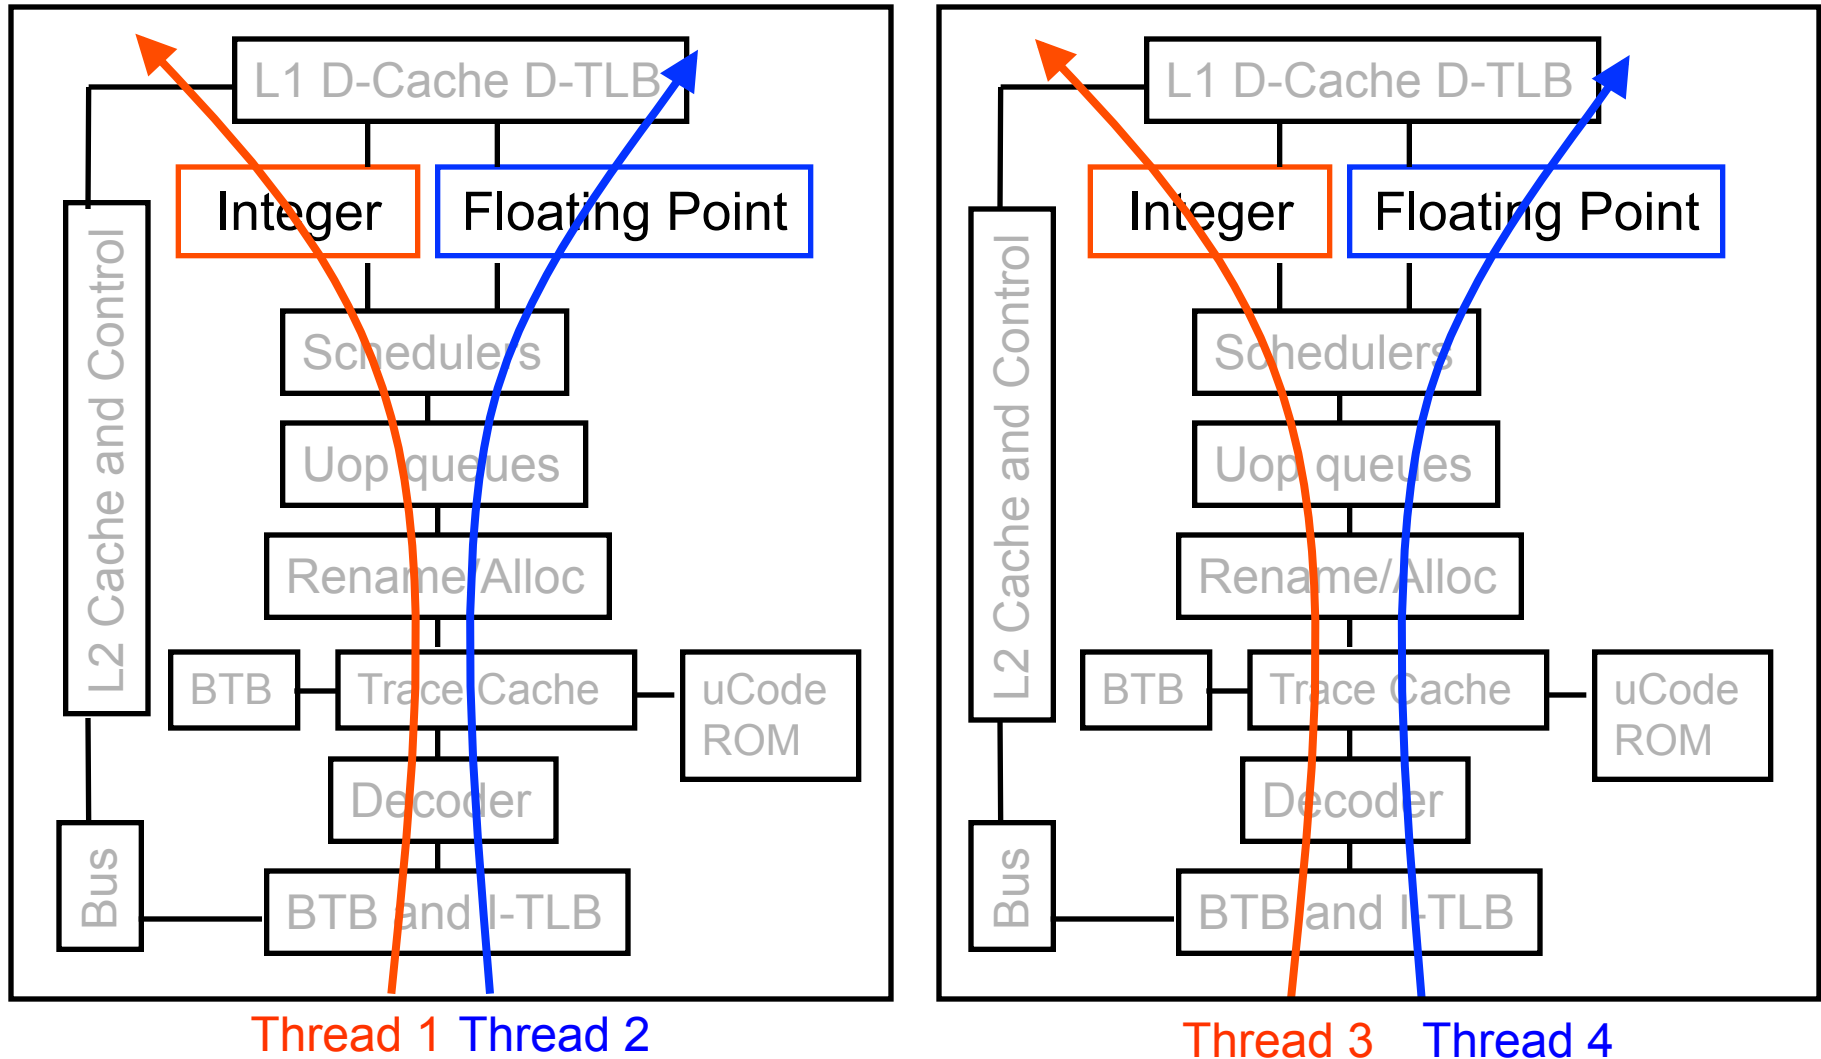 L1 D-Cache D-TLB
Integer
Floating Point
L2 Cache and Control
Schedulers
Uop queues
Rename/Alloc
BTB
Trace Cache
uCode
ROM
Decoder
Bus
BTB and I-TLB
Thread 1
Thread 2
L1 D-Cache D-TLB
Integer
Floating Point
L2 Cache and Control
Schedulers
Uop queues
Rename/Alloc
BTB
Trace Cache
uCode
ROM
Decoder
Bus
BTB and I-TLB
Thread 3
Thread 4